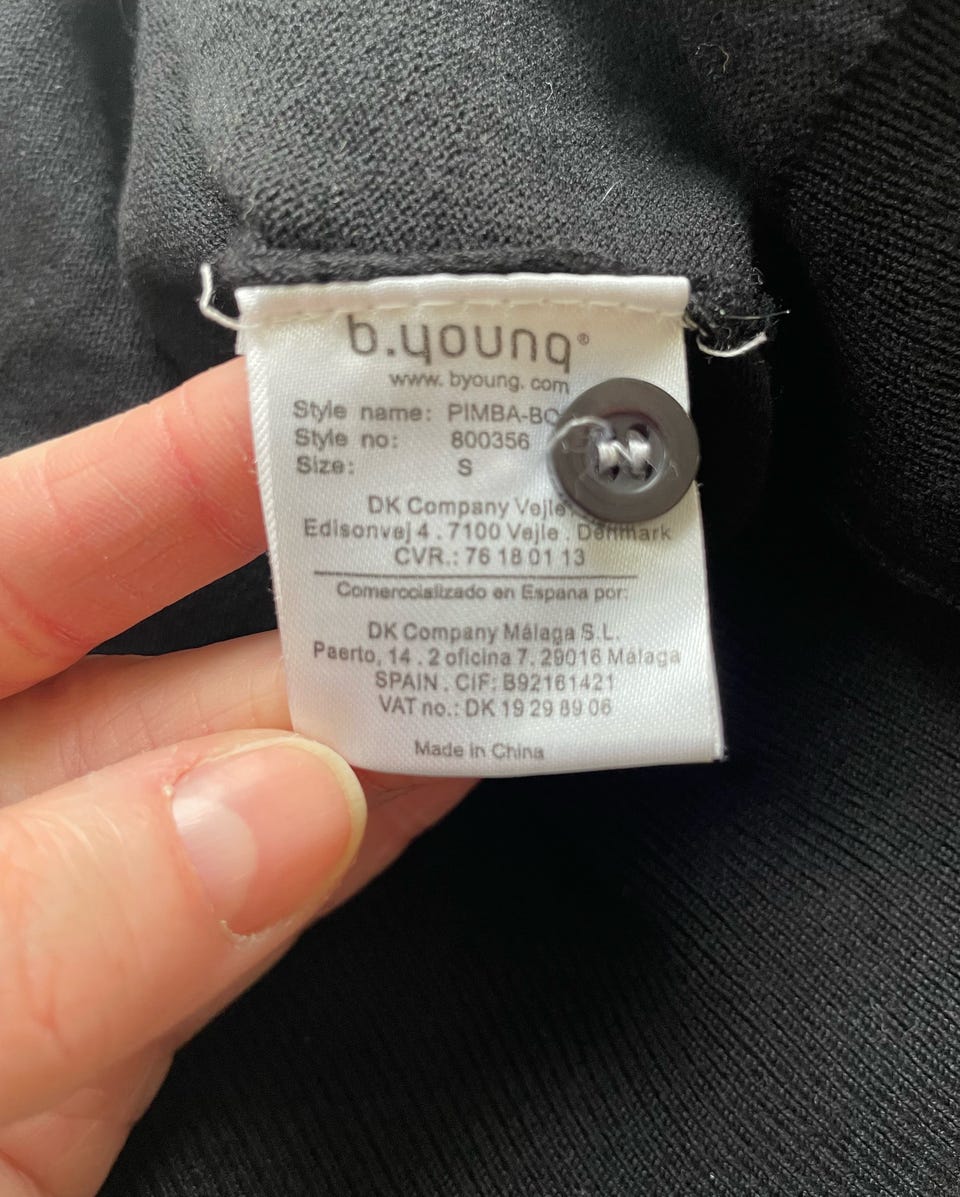 b.young®
www. byoung. com
Style name: PIMBA-BO
Style no: 800356
Size: S
DK Company Vejle
Edisonvej 4 . 7100 Vejle . Denmark
CVR.: 76 18 01 13
Comerocializado en Espana por:
DK Company Málaga S.L.
Paerto, 14 . 2 oficina 7. 29016 Málaga
SPAIN . CIF: B92161421
VAT no.: DK 19 29 89 06
Made in China